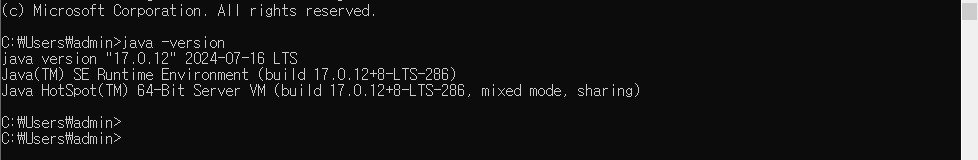 (c) Microsoft Corporation. All rights reserved.
C:₩Users₩admin>java -version
java version "17.0.12" 2024-07-16 LTS
Java(TM) SE Runtime Environment (build 17.0.12+8-LTS-286)
Java HotSpot(TM) 64-Bit Server VM (build 17.0.12+8-LTS-286, mixed mode, sharing)
C:₩Users₩admin>
C:₩Users₩admin>